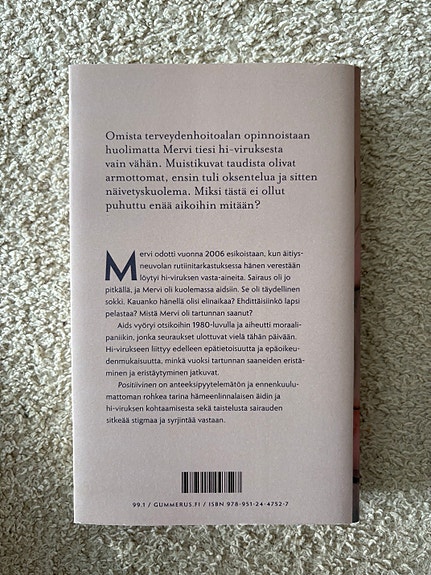 Omista terveydenhoitoalan opinnoistaan
huolimatta Mervi tiesi hi-viruksesta
vain vähän. Muistikuvat taudista olivat
armottomat, ensin tuli oksentelua ja sitten
näivetyskuolema. Miksi tästä ei ollut
puhuttu enää aikoihin mitään?
Mervi odotti vuonna 2006 esikoistaan, kun äitiys-
neuvolan rutiinitarkastuksessa hänen verestään
löytyi hi-viruksen vasta-aineita. Sairaus oli jo
pitkällä, ja Mervi oli kuolemassa aidsiin. Se oli täydellinen
sokki. Kauanko hänellä olisi elinaikaa? Ehdittäisiinkö lapsi
pelastaa? Mistä Mervi oli tartunnan saanut?
Aids vyöryi otsikoihin 1980-luvulla ja aiheutti moraali-
paniikin, jonka seuraukset ulottuvat vielä tähän päivään.
Hi-virukseen liittyy edelleen epätietoisuutta ja epäoikeu-
denmukaisuutta, minkä vuoksi tartunnan saaneiden eristä-
minen ja eristäytyminen jatkuvat.
Positiivinen on anteeksipyytelemätön ja ennenkuulu-
mattoman rohkea tarina hämeenlinnalaisen äidin ja
hi-viruksen kohtaamisesta sekä taistelusta sairauden
sitkeää stigmaa ja syrjintää vastaan.
99.1 / GUMMERUS.FI / ISBN 978-951-24-4752-7